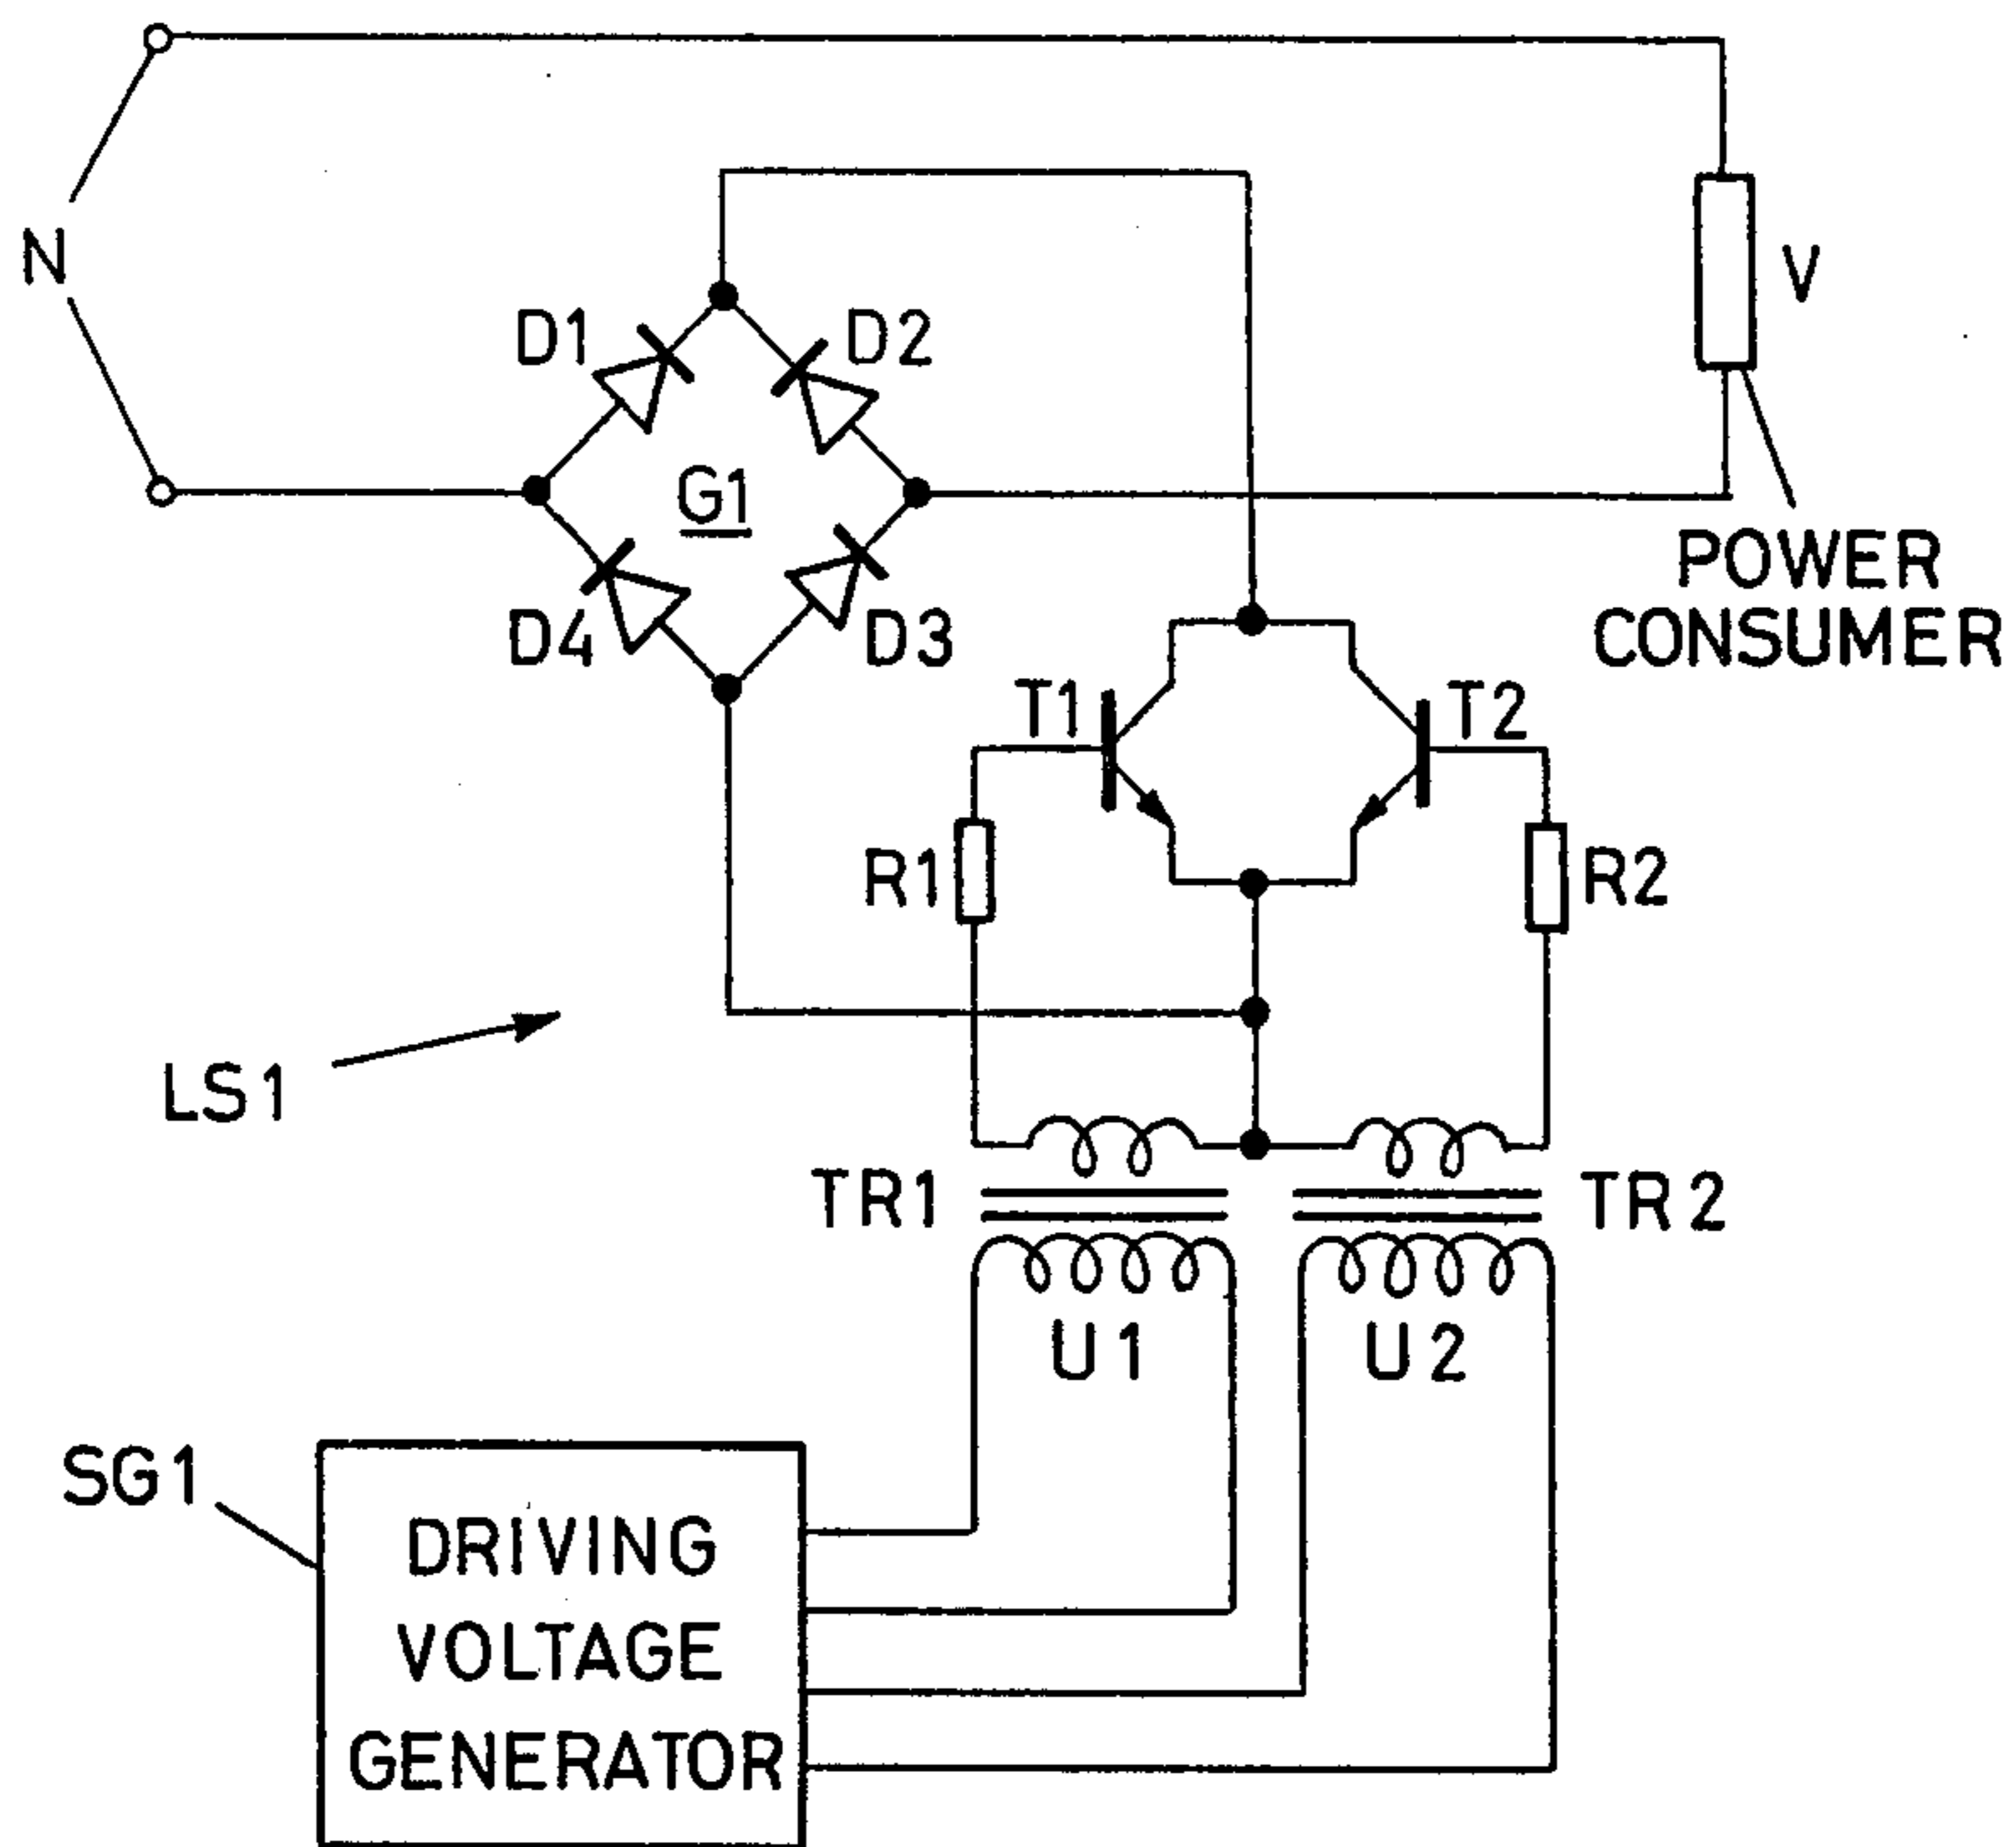 N
V
D1
D2
G1
D4
D3
POWER
CONSUMER
T1
T2
R1
R2
LS1
TR1
TR2
U1
U2
SG1
DRIVING
VOLTAGE
GENERATOR